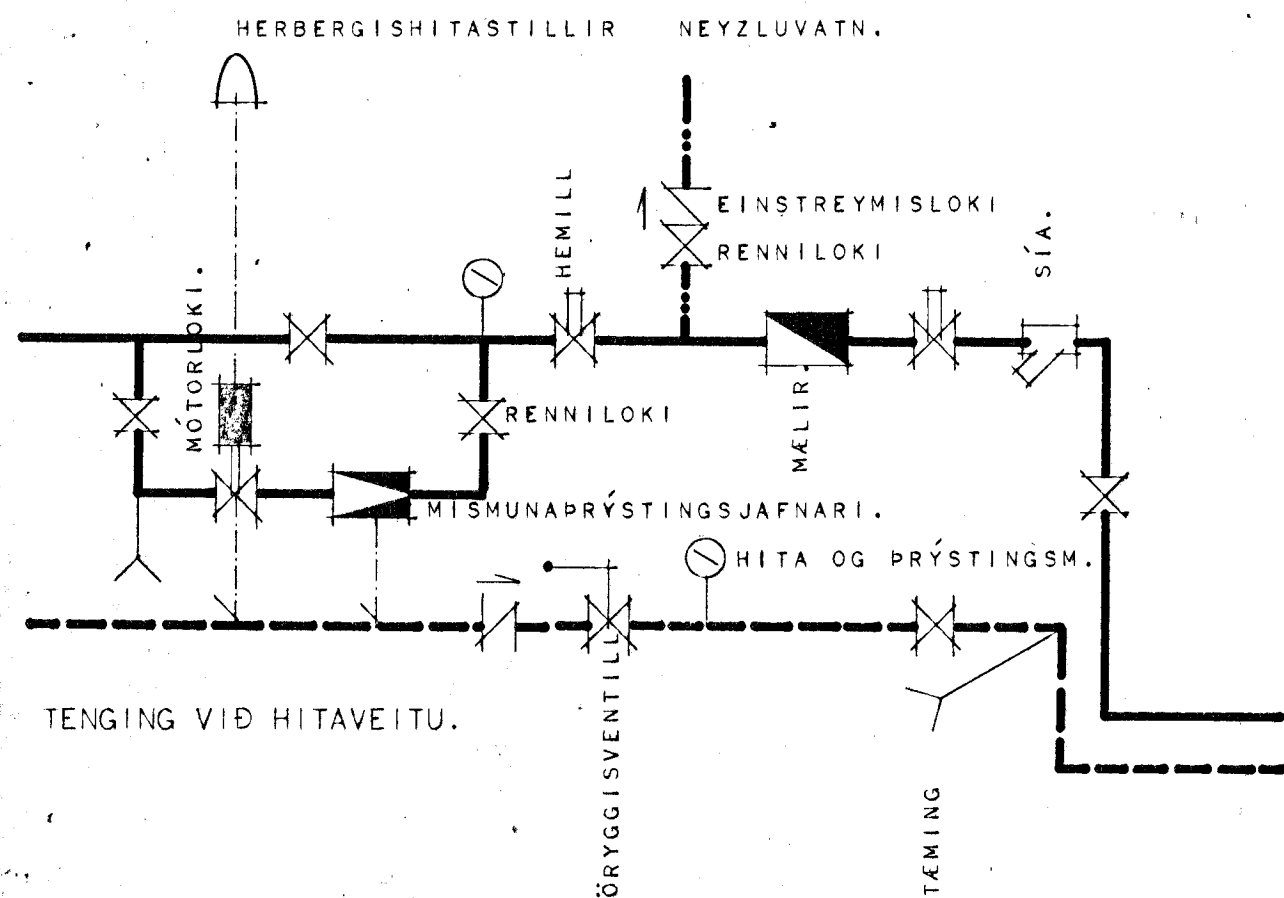 HERBERGISHITASTILLIR
NEYZLUVATN.
EINSTREYMISLOKI
RENNILOKI
HEMILL
SÍA.
MÓTORLOKI.
RENNILOKI
MÆLIR.
MISMUNAÞRÝSTINGSJAFNARI.
HITA OG ÞRÝSTINGSM.
TENGING VIÐ HITAVEITU.
ÖRYGGISVENTILL
TÆMING